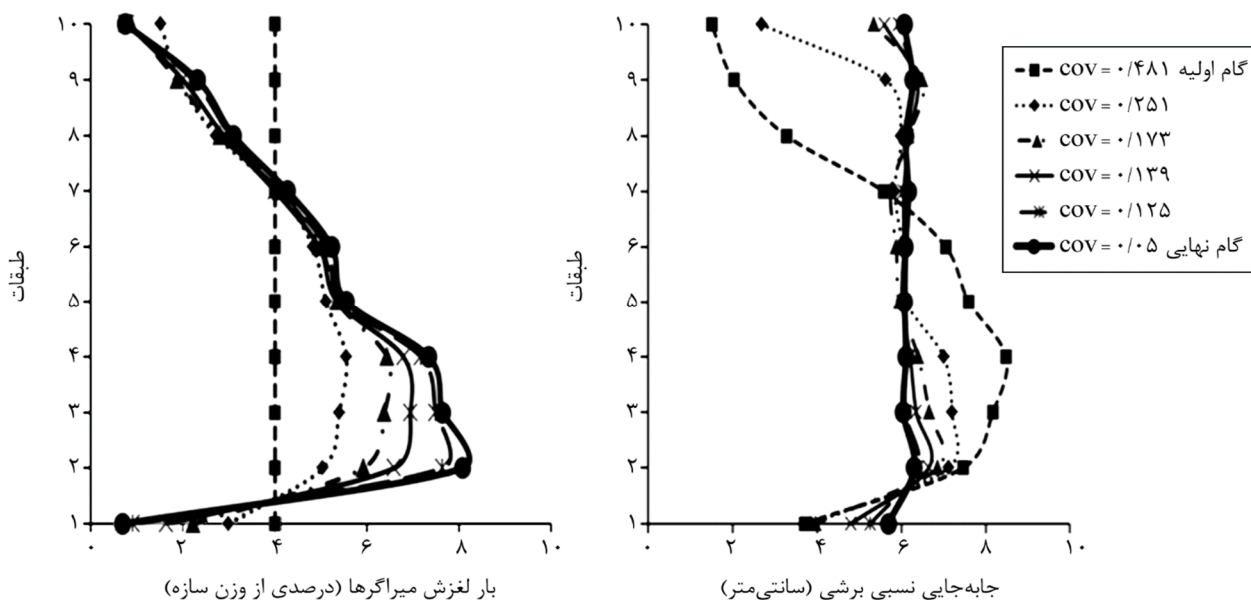 ۱۰
۹
۸
۷
۶
۵
۴
۳
۲
۱
طبقات
۰ ۲ ۴ ۶ ۸ ۱۰
بار لغزش میراگرها (درصدی از وزن سازه)
۱۰
۹
۸
۷
۶
۵
۴
۳
۲
۱
طبقات
۰ ۲ ۴ ۶ ۸ ۱۰
جابه‌جایی نسبی برشی (سانتی‌متر)
گام اولیه cov = ۰/۴۸۱
cov = ۰/۲۵۱
cov = ۰/۱۷۳
cov = ۰/۱۳۹
cov = ۰/۱۲۵
گام نهایی cov = ۰/۰۵